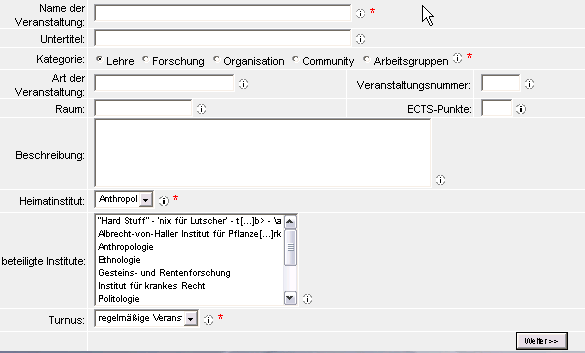 Name der
Veranstaltung: *
Untertitel:
Kategorie: Lehre Forschung Organisation Community Arbeitsgruppen *
Art der
Veranstaltung: Veranstaltungsnummer:
Raum: ECTS-Punkte:
Beschreibung:
Heimatinstitut: Anthropol *
beteiligte Institute:
"Hard Stuff" - 'nix für Lutscher' - t[...]b> - \a
Albrecht-von-Haller Institut für Pflanze[...]rk
Anthropologie
Ethnologie
Gesteins- und Rentenforschung
Institut für krankes Recht
Politologie
Turnus: regelmäßige Verans *
Weiter >>